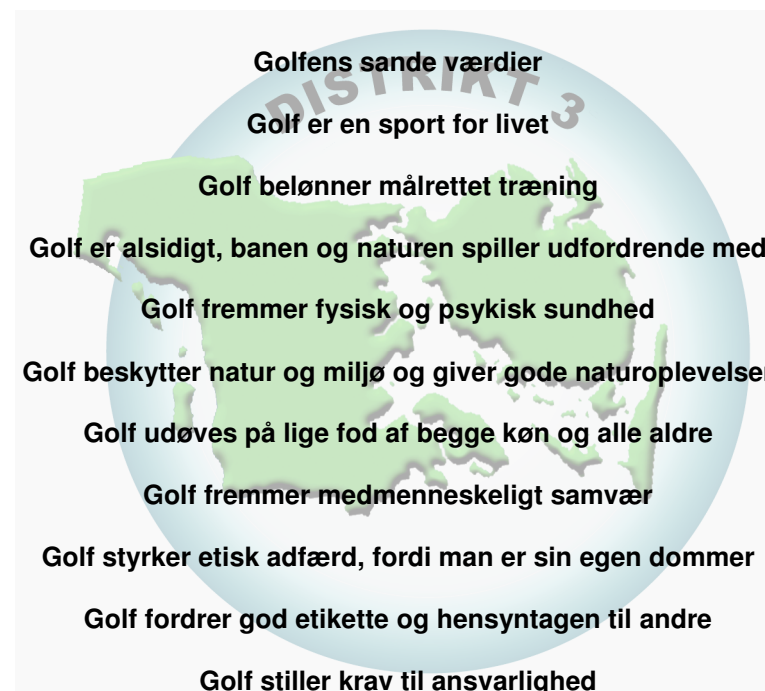 Golfens sande værdier
DISTRIKT 3
Golf er en sport for livet
Golf belønner målrettet træning
Golf er alsidigt, banen og naturen spiller udfordrende med
Golf fremmer fysisk og psykisk sundhed
Golf beskytter natur og miljø og giver gode naturoplevelser
Golf udøves på lige fod af begge køn og alle aldre
Golf fremmer medmenneskeligt samvær
Golf styrker etisk adfærd, fordi man er sin egen dommer
Golf fordrer god etikette og hensyntagen til andre
Golf stiller krav til ansvarlighed